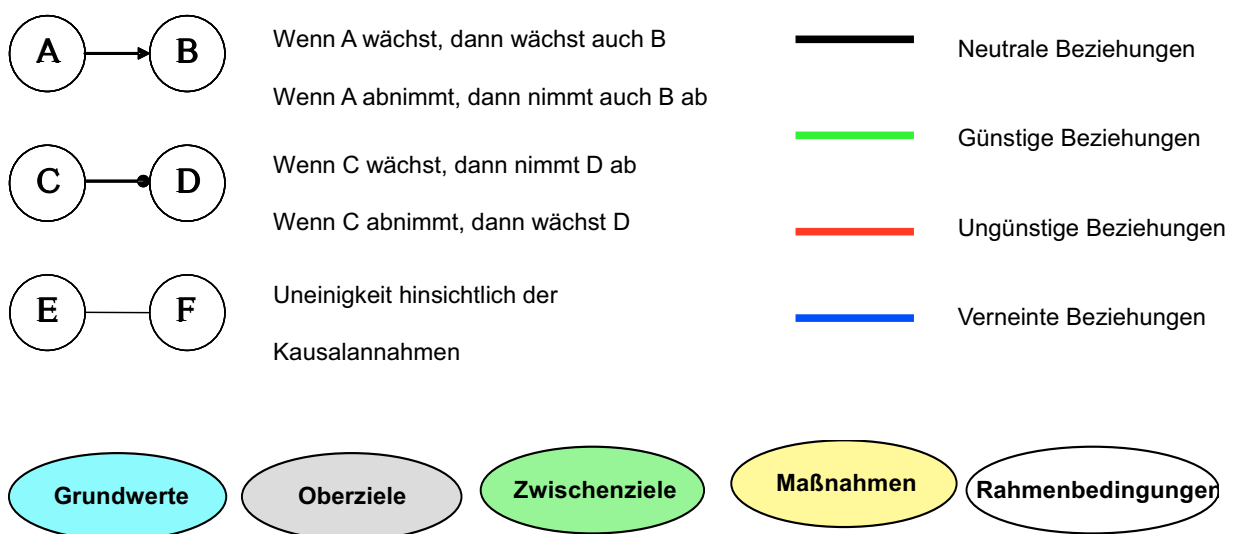 A B Wenn A wächst, dann wächst auch B
Wenn A abnimmt, dann nimmt auch B ab
C D Wenn C wächst, dann nimmt D ab
Wenn C abnimmt, dann wächst D
E F Uneinigkeit hinsichtlich der
Kausalannahmen
Neutrale Beziehungen
Günstige Beziehungen
Ungünstige Beziehungen
Verneinte Beziehungen
Grundwerte
Oberziele
Zwischenziele
Maßnahmen
Rahmenbedingunger